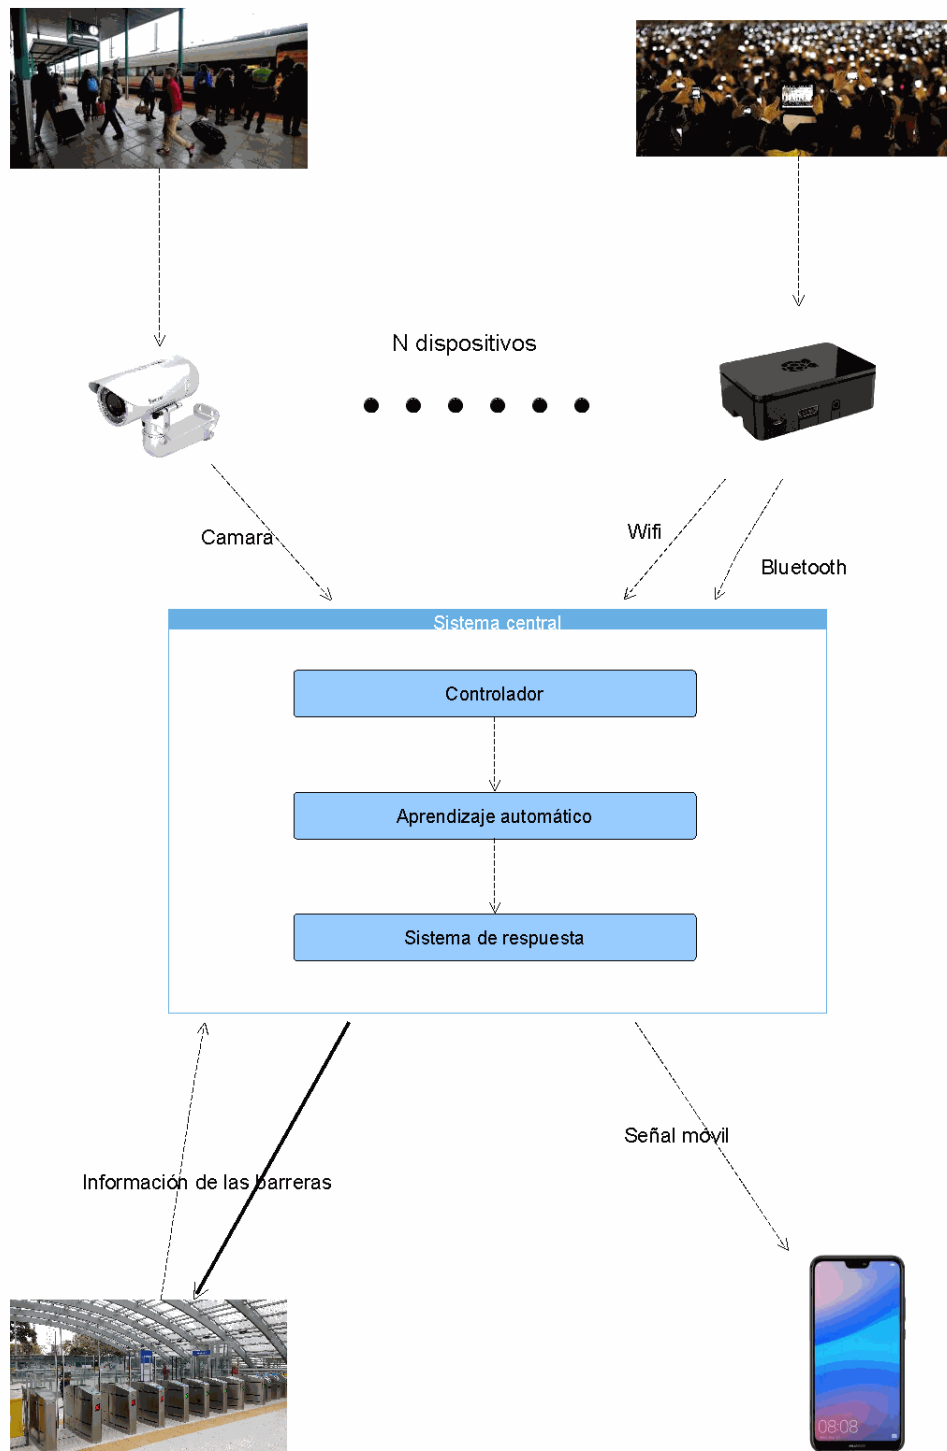 N dispositivos
Camara
Wifi
Bluetooth
Sistema central
Controlador
Aprendizaje automático
Sistema de respuesta
Señal móvil
Información de las barreras
08:08